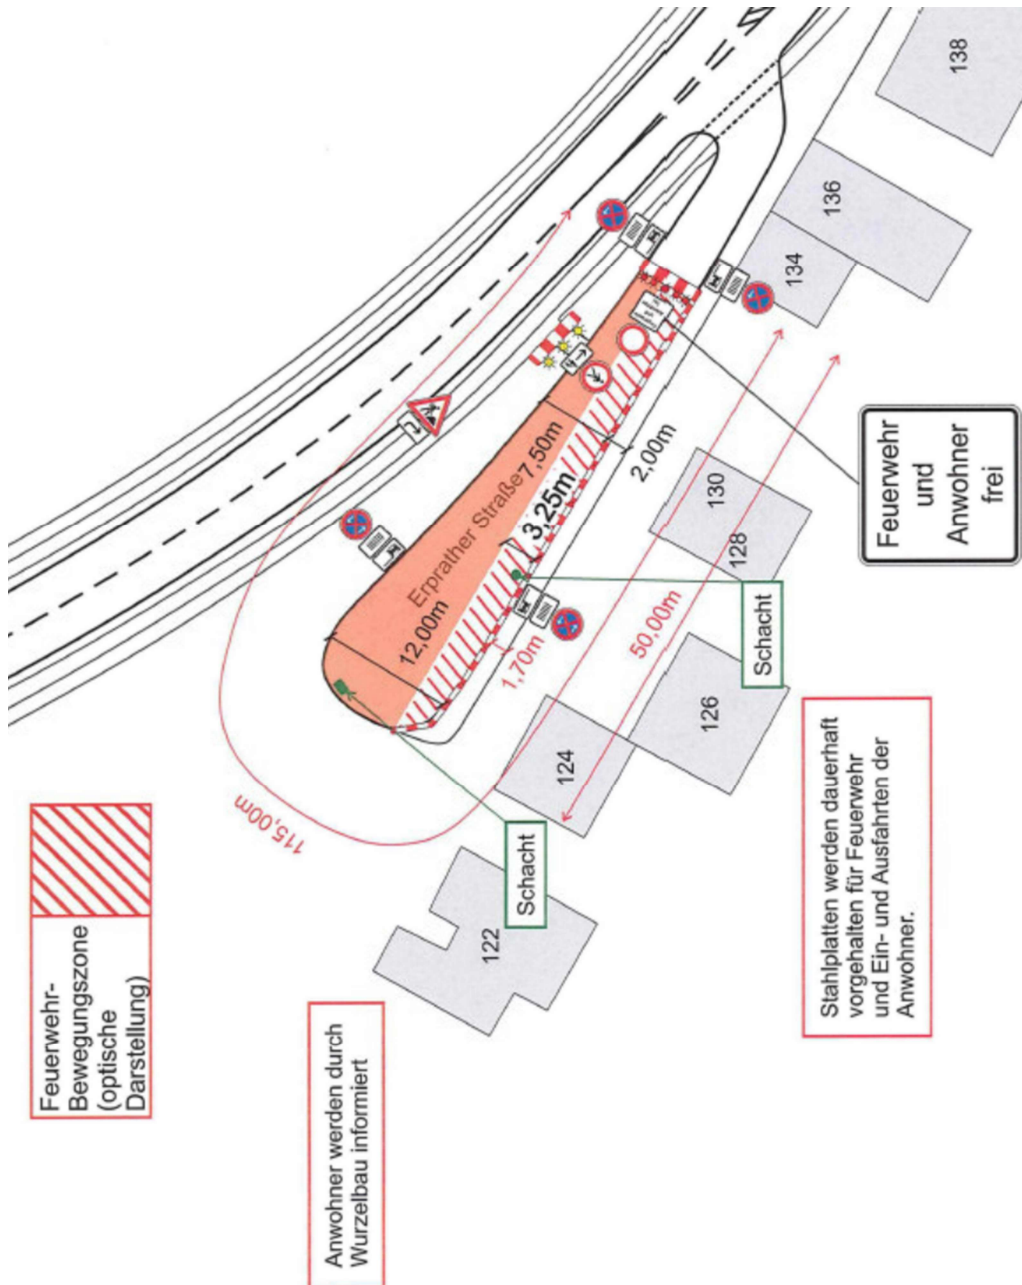 Feuerwehr-
Bewegungszone
(optische
Darstellung)
Anwohner werden durch
Wurzelbau informiert
115,00m
Schacht
12,00m
Erprather Straße
7,50m
3,25m
1,70m
2,00m
50,00m
Schacht
122
124
126
128
130
134
136
138
Feuerwehr
und
Anwohner
frei
Stahlplatten werden dauerhaft
vorgehalten für Feuerwehr
und Ein- und Ausfahrten der
Anwohner.